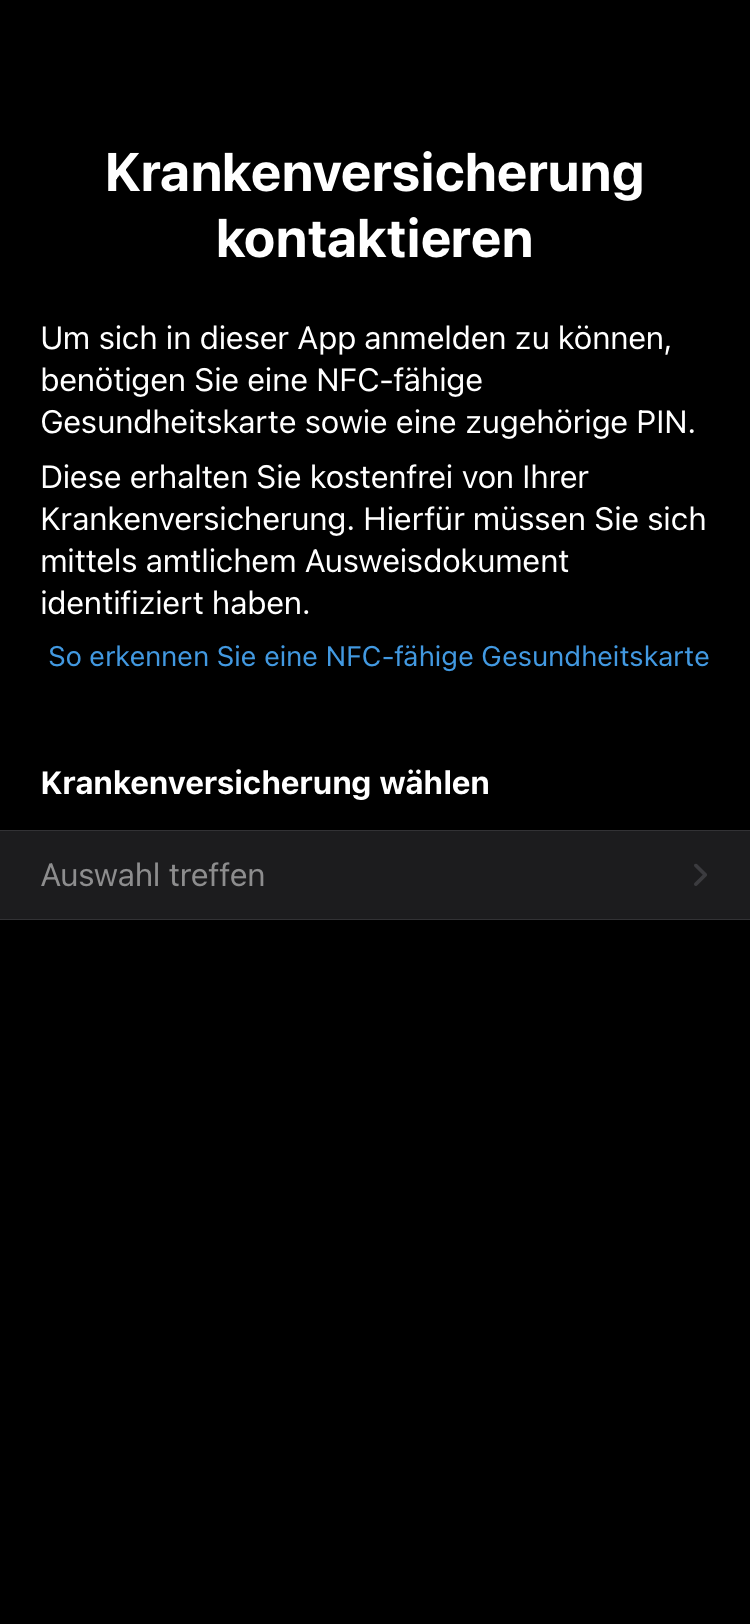 Krankenversicherung
kontaktieren
Um sich in dieser App anmelden zu können,
benötigen Sie eine NFC-fähige
Gesundheitskarte sowie eine zugehörige PIN.
Diese erhalten Sie kostenfrei von Ihrer
Krankenversicherung. Hierfür müssen Sie sich
mittels amtlichem Ausweisdokument
identifiziert haben.
So erkennen Sie eine NFC-fähige Gesundheitskarte
Krankenversicherung wählen
Auswahl treffen